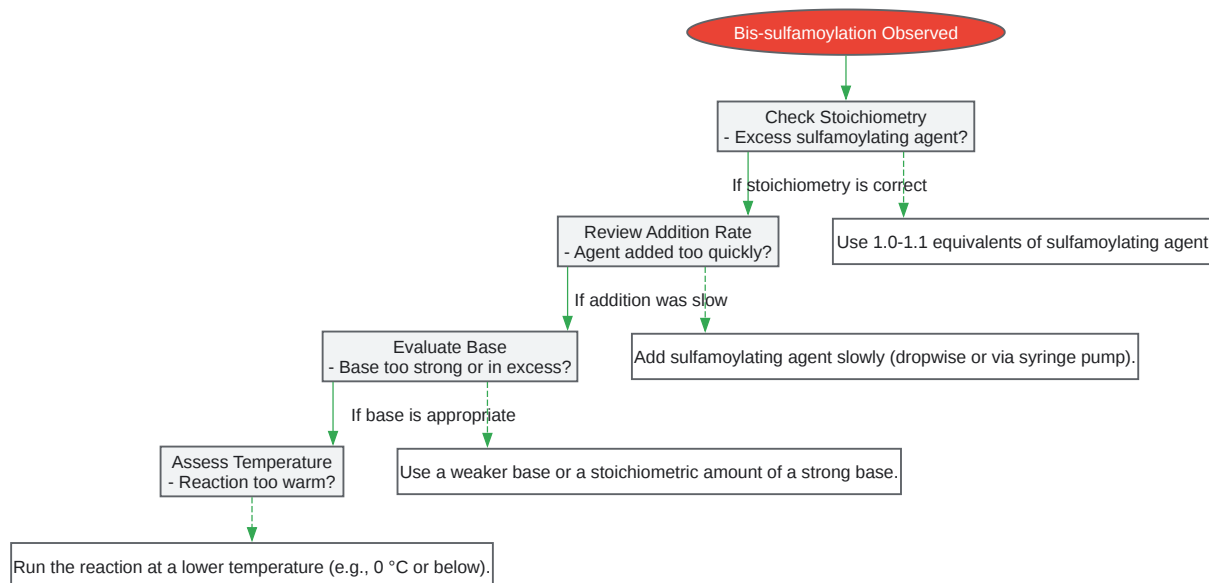 Bis-sulfamoylation Observed
Check Stoichiometry
- Excess sulfamoylating agent?
If stoichiometry is correct
Review Addition Rate
- Agent added too quickly?
Use 1.0-1.1 equivalents of sulfamoylating agent
If addition was slow
Evaluate Base
- Base too strong or in excess?
Add sulfamoylating agent slowly (dropwise or via syringe pump).
If base is appropriate
Assess Temperature
- Reaction too warm?
Use a weaker base or a stoichiometric amount of a strong base.
Run the reaction at a lower temperature (e.g., 0 °C or below).